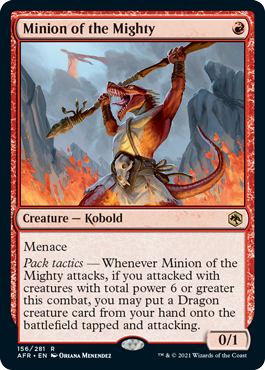 Minion of the Mighty
Creature — Kobold
Menace
Pack tactics — Whenever Minion of the
Mighty attacks, if you attacked with
creatures with total power 6 or greater
this combat, you may put a Dragon
creature card from your hand onto the
battlefield tapped and attacking.
0/1
156/281 R
AFR • EN Oriana Menendez
™ & © 2021 Wizards of the Coast